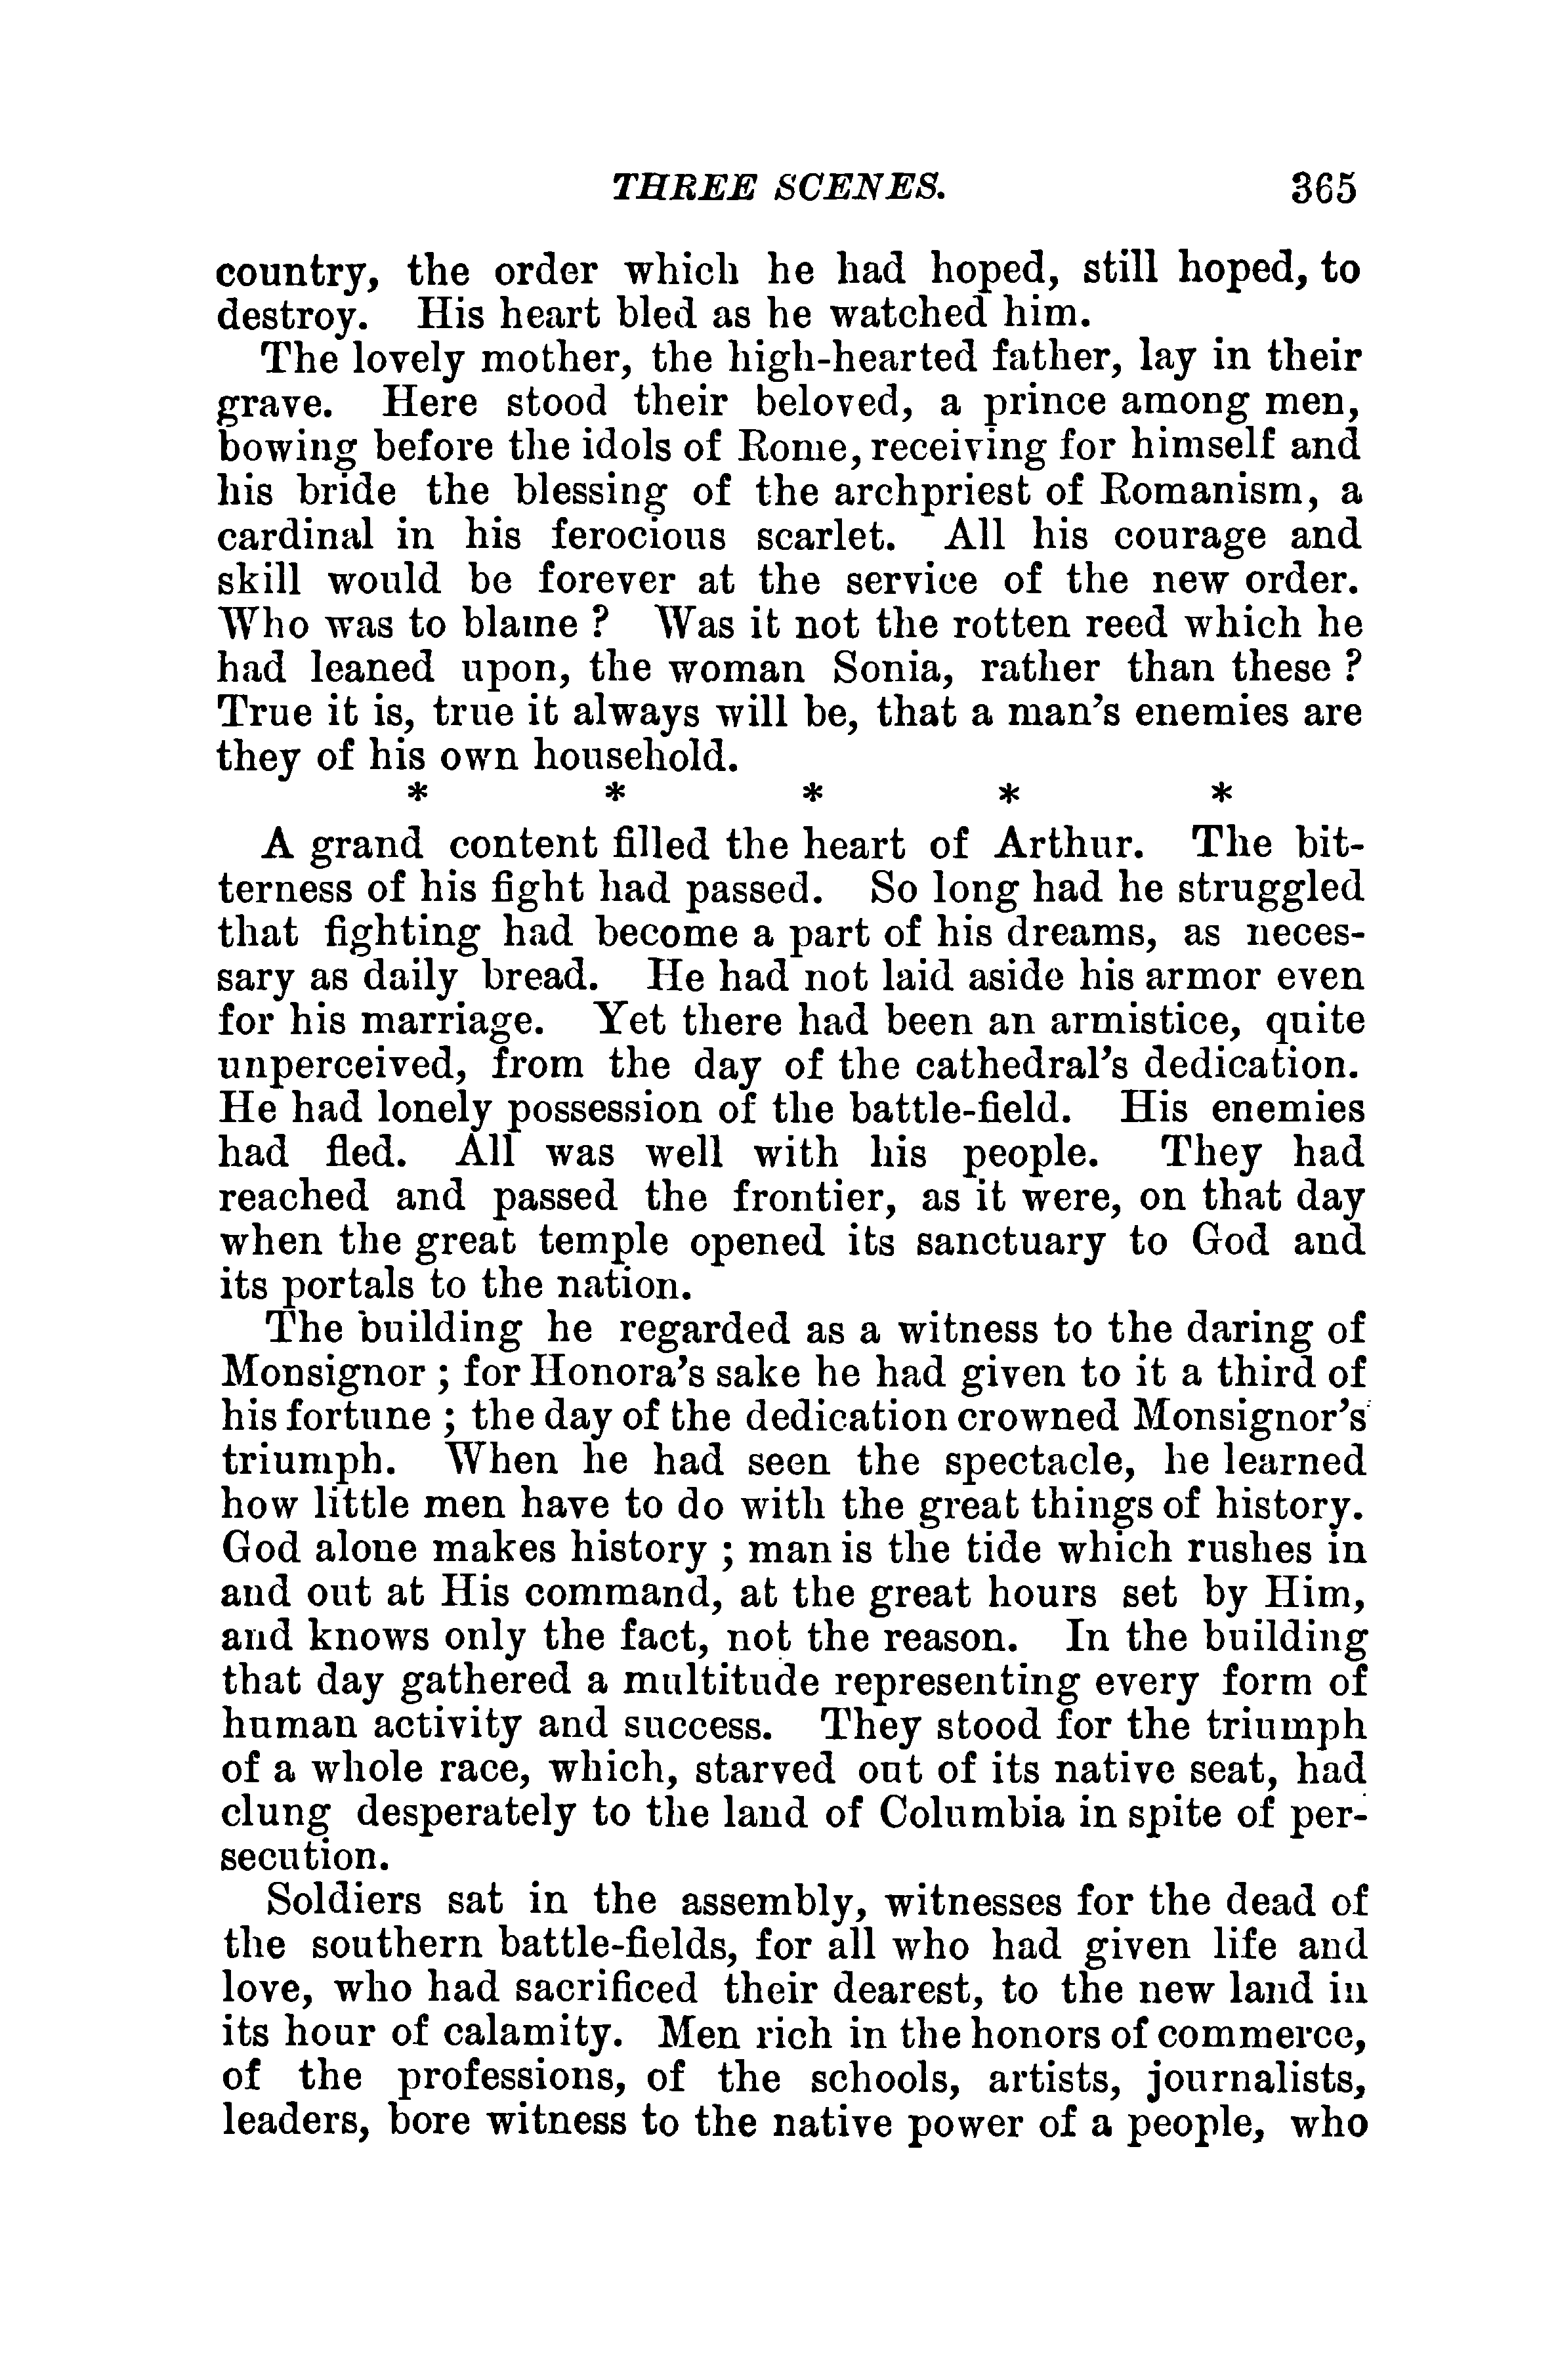 THREE SCENES. 365
country, the order which he had hoped, still hoped, to
destroy. His heart bled as he watched him.
The lovely mother, the high-hearted father, lay in their
grave. Here stood their beloved, a prince among men,
bowing before the idols of Rome, receiving for himself and
his bride the blessing of the archpriest of Romanism, a
cardinal in his ferocious scarlet. All his courage and
skill would be forever at the service of the new order.
Who was to blame ? Was it not the rotten reed which he
had leaned upon, the woman Sonia, rather than these ?
True it is, true it always will be, that a man's enemies are
they of his own household.
* * * * *
A grand content filled the heart of Arthur. The bit-
terness of his fight had passed. So long had he struggled
that fighting had become a part of his dreams, as neces-
sary as daily bread. He had not laid aside his armor even
for his marriage. Yet there had been an armistice, quite
unperceived, from the day of the cathedral's dedication.
He had lonely possession of the battle-field. His enemies
had fled. All was well with his people. They had
reached and passed the frontier, as it were, on that day
when the great temple opened its sanctuary to God and
its portals to the nation.
The building he regarded as a witness to the daring of
Monsignor ; for Honora's sake he had given to it a third of
his fortune ; the day of the dedication crowned Monsignor's
triumph. When he had seen the spectacle, he learned
how little men have to do with the great things of history.
God alone makes history ; man is the tide which rushes in
and out at His command, at the great hours set by Him,
and knows only the fact, not the reason. In the building
that day gathered a multitude representing every form of
human activity and success. They stood for the triumph
of a whole race, which, starved out of its native seat, had
clung desperately to the land of Columbia in spite of per-
secution.
Soldiers sat in the assembly, witnesses for the dead of
the southern battle-fields, for all who had given life and
love, who had sacrificed their dearest, to the new land in
its hour of calamity. Men rich in the honors of commerce,
of the professions, of the schools, artists, journalists,
leaders, bore witness to the native power of a people, who